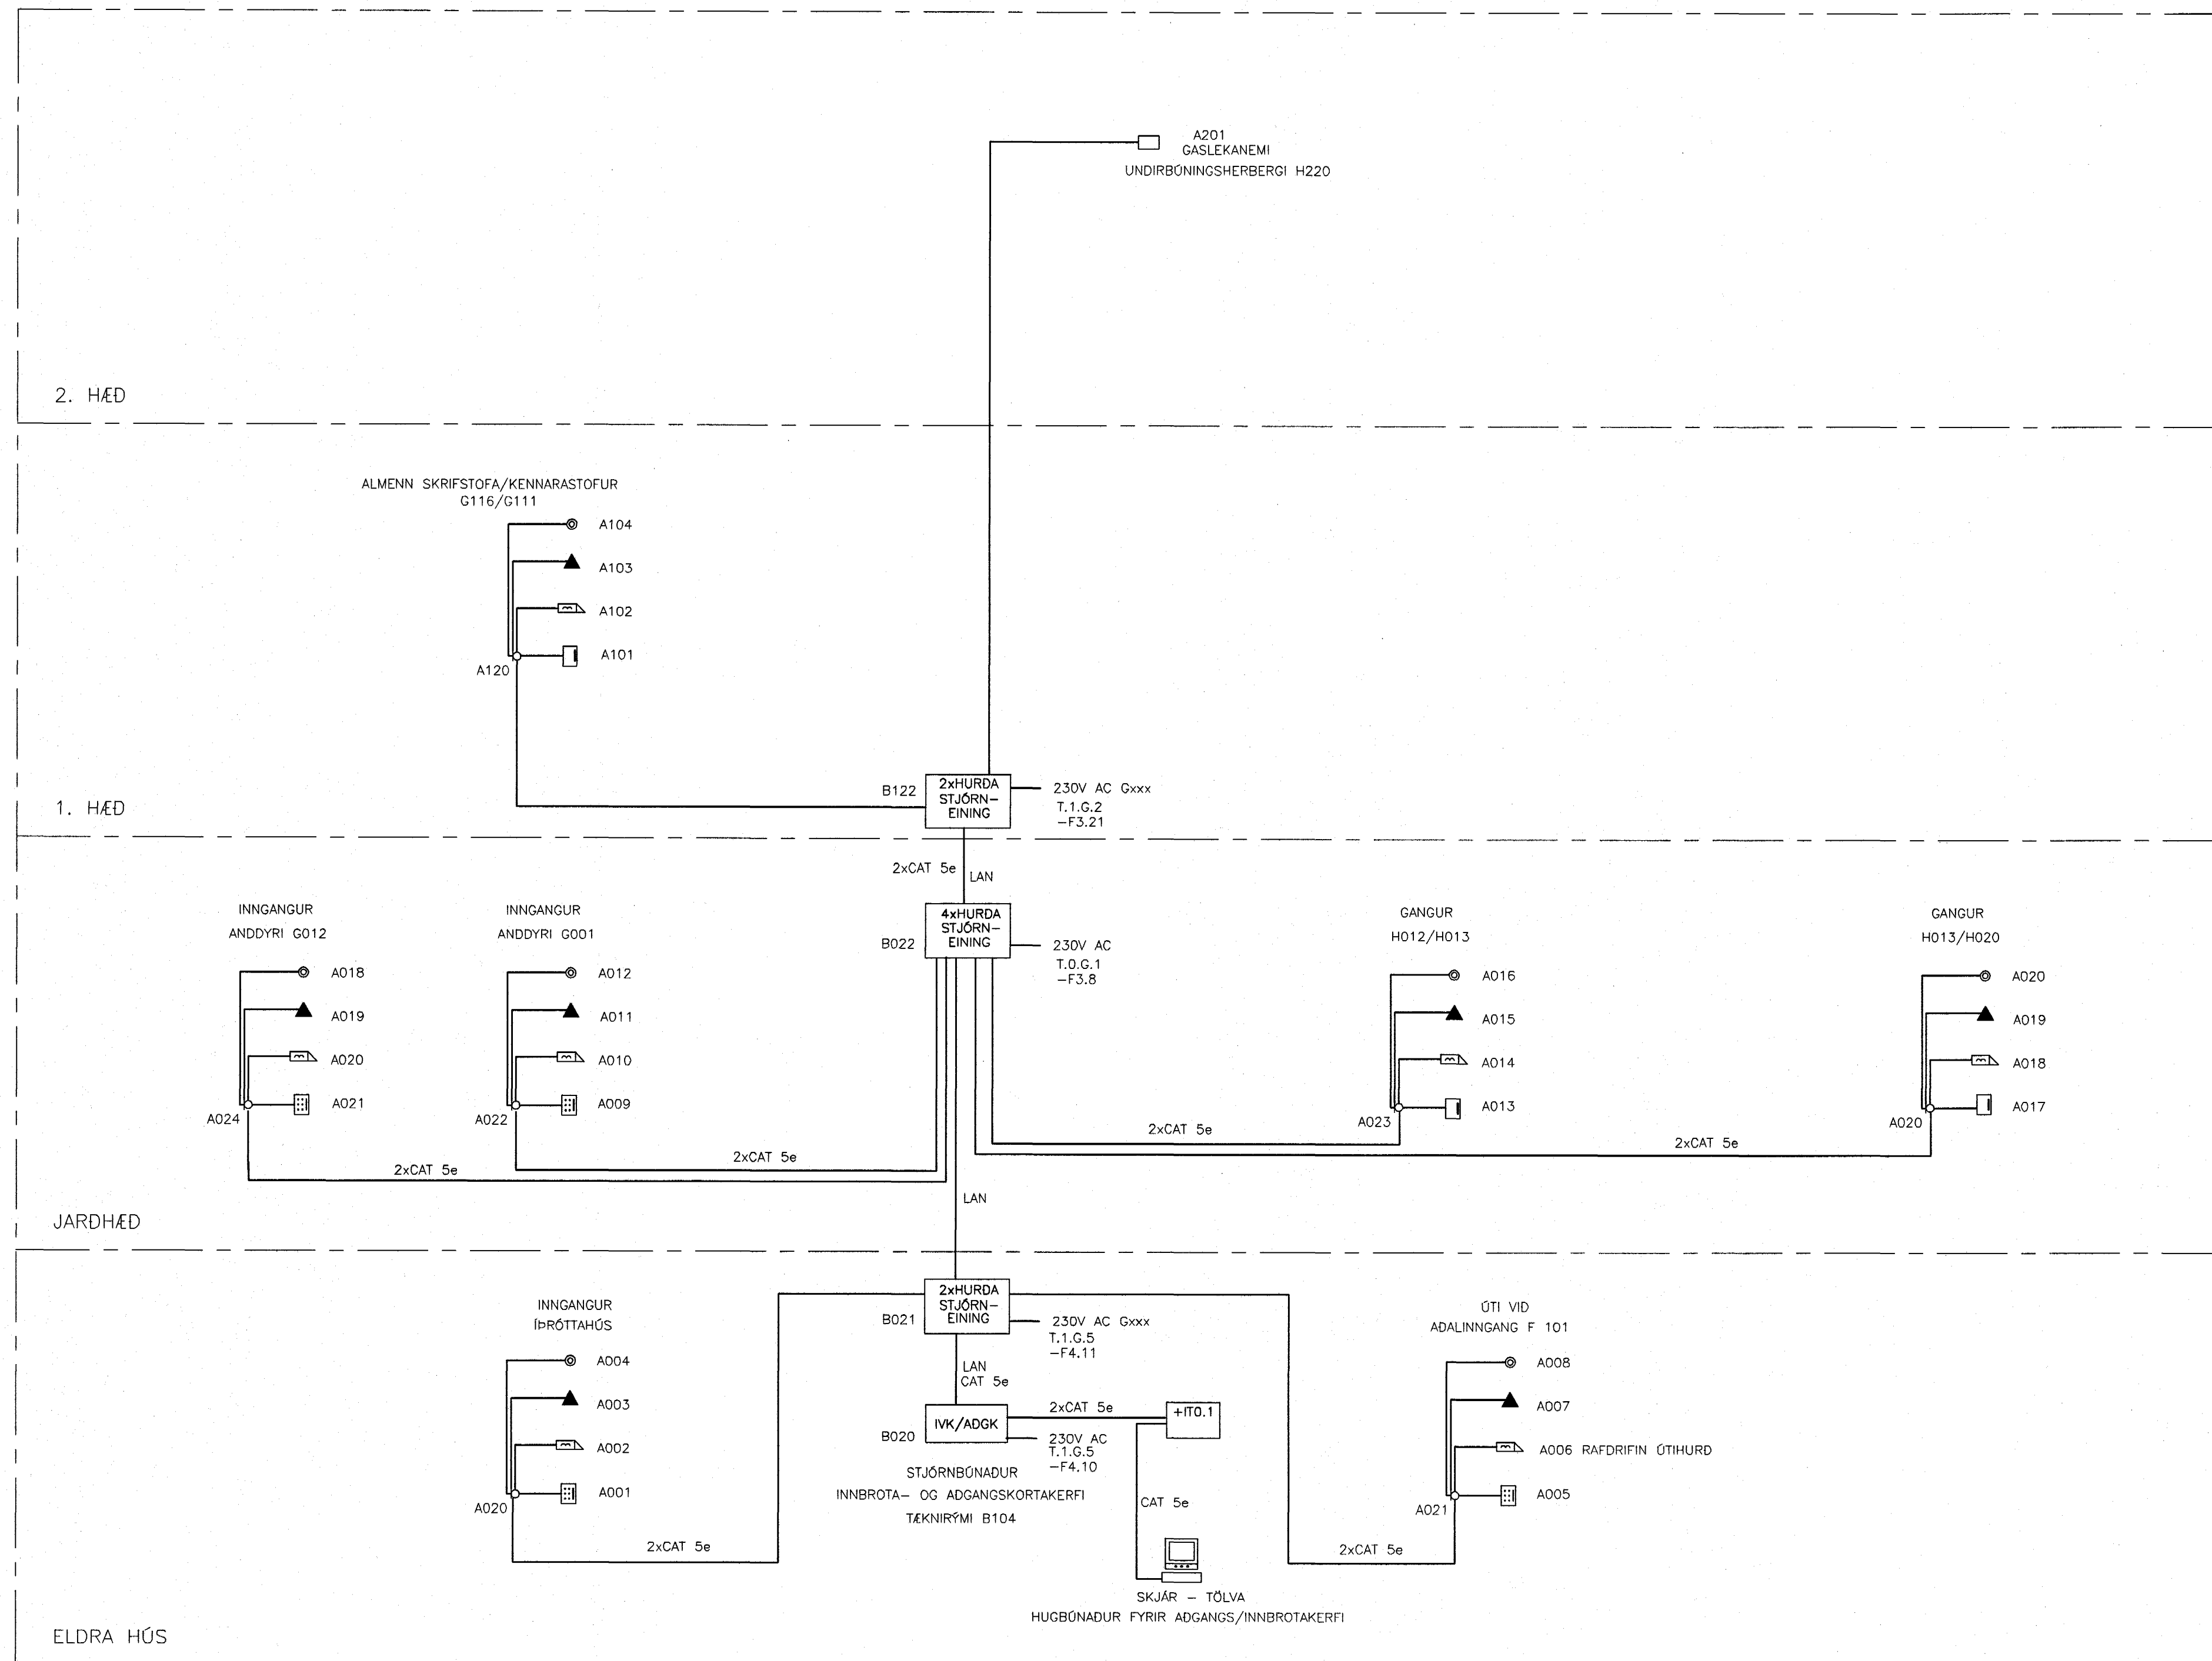 A201
GASLEKANEMI
UNDIRBÚNINGSHERBERGI H220
2. HÆÐ
ALMENN SKRIFSTOFA/KENNARASTOFUR
G116/G111
A104
A103
A102
A101
A120
B122
2xHURÐA
STJÓRN–
EINING
230V AC Gxxx
T.1.G.2
–F3.21
1. HÆÐ
2xCAT 5e
LAN
INNGANGUR
ANDDYRI G012
A018
A019
A020
A021
A024
2xCAT 5e
INNGANGUR
ANDDYRI G001
A012
A011
A010
A009
A022
2xCAT 5e
B022
4xHURÐA
STJÓRN–
EINING
230V AC
T.0.G.1
–F3.8
GANGUR
H012/H013
A016
A015
A014
A013
A023
2xCAT 5e
GANGUR
H013/H020
A020
A019
A018
A017
A020
2xCAT 5e
LAN
JARÐHÆÐ
INNGANGUR
ÍÞRÓTTAHÚS
A004
A003
A002
A001
A020
2xCAT 5e
B021
2xHURÐA
STJÓRN–
EINING
230V AC Gxxx
T.1.G.5
–F4.11
LAN
CAT 5e
B020
IVK/AÐGK
2xCAT 5e
+IT0.1
230V AC
T.1.G.5
–F4.10
STJÓRNBÚNAÐUR
INNBROTA– OG AÐGANGSKORTAKERFI
TÆKNIRÝMI B104
CAT 5e
SKJÁR – TÖLVA
HUGBÚNAÐUR FYRIR AÐGANGS/INNBROTAKERFI
ÚTI VIÐ
AÐALINNGANG F 101
A008
A007
A006 RAFDRIFIN ÚTIHURÐ
A005
A021
2xCAT 5e
ELDRA HÚS